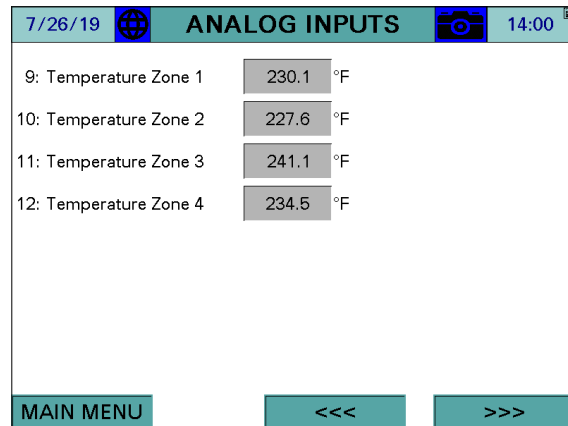 7/26/19 ANALOG INPUTS 14:00
9: Temperature Zone 1 230.1 °F
10: Temperature Zone 2 227.6 °F
11: Temperature Zone 3 241.1 °F
12: Temperature Zone 4 234.5 °F
MAIN MENU <<< >>>